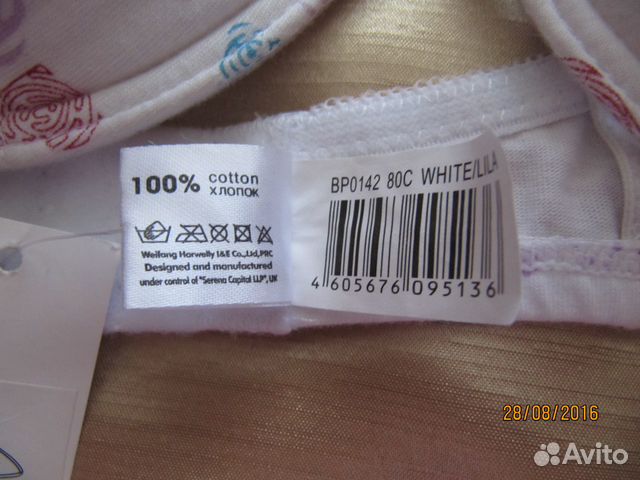 100% cotton
ХЛОПОК
Weifang Harwelly I&E Co.,Ltd,PRC
Designed and manufactured
under control of "Serena Capital LLP", UK
BP0142 80C WHITE/LILA
4 605676 095136
28/08/2016
Avito